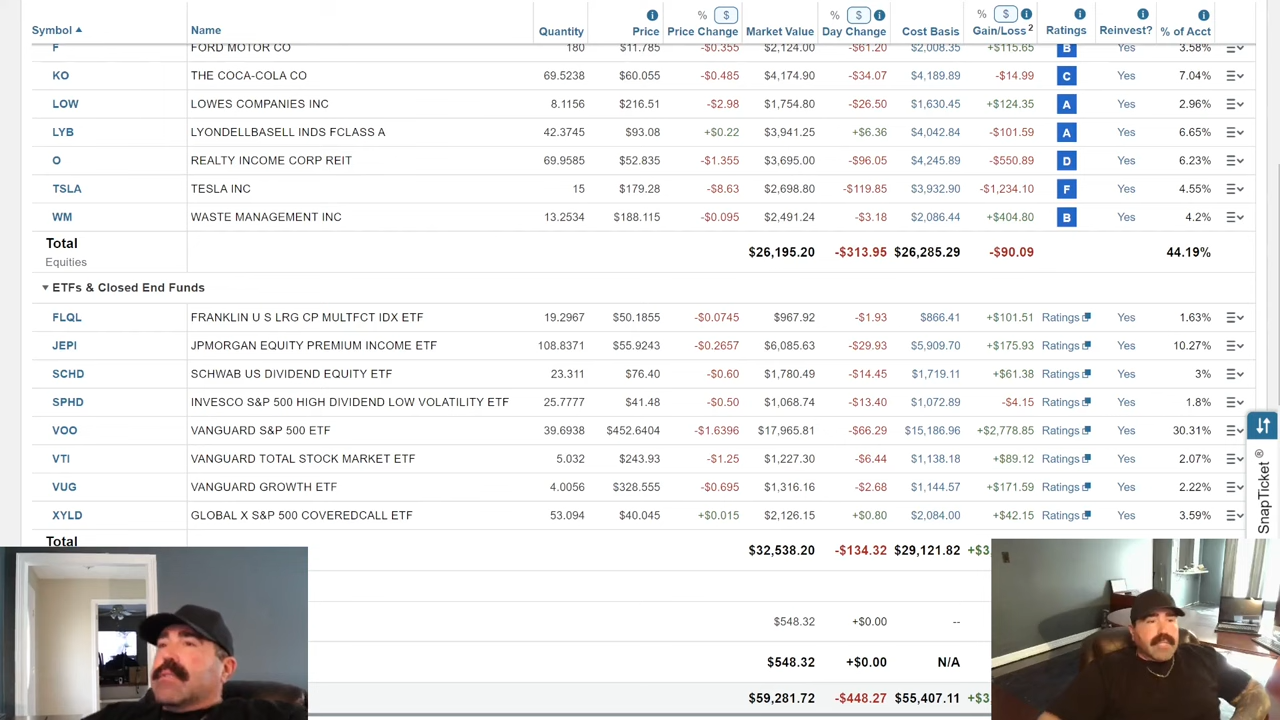 % $ % $ % $
Symbol Name Quantity Price Price Change Market Value Day Change Cost Basis Gain/Loss 2 Ratings Reinvest? % of Acct
F FORD MOTOR CO 180 $11.785 -$0.355 $2,124.00 -$61.20 $2,008.35 +$115.65 B Yes 3.58%
KO THE COCA-COLA CO 69.5238 $60.055 -$0.485 $4,174.90 -$34.07 $4,189.89 -$14.99 C Yes 7.04%
LOW LOWES COMPANIES INC 8.1156 $216.51 -$2.98 $1,754.80 -$26.50 $1,630.45 +$124.35 A Yes 2.96%
LYB LYONDELLBASELL INDS FCLASS A 42.3745 $93.08 +$0.22 $3,941.25 +$6.36 $4,042.84 -$101.59 A Yes 6.65%
O REALTY INCOME CORP REIT 69.9585 $52.835 -$1.355 $3,695.00 -$96.05 $4,245.89 -$550.89 D Yes 6.23%
TSLA TESLA INC 15 $179.28 -$8.63 $2,698.80 -$119.85 $3,932.90 -$1,234.10 F Yes 4.55%
WM WASTE MANAGEMENT INC 13.2534 $188.115 -$0.095 $2,491.24 -$3.18 $2,086.44 +$404.80 B Yes 4.2%
Total
Equities $26,195.20 -$313.95 $26,285.29 -$90.09 44.19%
ETFs & Closed End Funds
FLQL FRANKLIN U S LRG CP MULTFCT IDX ETF 19.2967 $50.1855 -$0.0745 $967.92 -$1.93 $866.41 +$101.51 Ratings Yes 1.63%
JEPI JPMORGAN EQUITY PREMIUM INCOME ETF 108.8371 $55.9243 -$0.2657 $6,085.63 -$29.93 $5,909.70 +$175.93 Ratings Yes 10.27%
SCHD SCHWAB US DIVIDEND EQUITY ETF 23.311 $76.40 -$0.60 $1,780.49 -$14.45 $1,719.11 +$61.38 Ratings Yes 3%
SPHD INVESCO S&P 500 HIGH DIVIDEND LOW VOLATILITY ETF 25.7777 $41.48 -$0.50 $1,068.74 -$13.40 $1,072.89 -$4.15 Ratings Yes 1.8%
VOO VANGUARD S&P 500 ETF 39.6938 $452.6404 -$1.6396 $17,965.81 -$66.29 $15,186.96 +$2,778.85 Ratings Yes 30.31%
VTI VANGUARD TOTAL STOCK MARKET ETF 5.032 $243.93 -$1.25 $1,227.30 -$6.44 $1,138.18 +$89.12 Ratings Yes 2.07%
VUG VANGUARD GROWTH ETF 4.0056 $328.555 -$0.695 $1,316.16 -$2.68 $1,144.57 +$171.59 Ratings Yes 2.22%
XYLD GLOBAL X S&P 500 COVEREDCALL ETF 53.094 $40.045 +$0.015 $2,126.15 +$0.80 $2,084.00 +$42.15 Ratings Yes 3.59%
Total $32,538.20 -$134.32 $29,121.82 +$3
$548.32 +$0.00 --
$548.32 +$0.00 N/A
$59,281.72 -$448.27 $55,407.11 +$3
SnapTicket ®